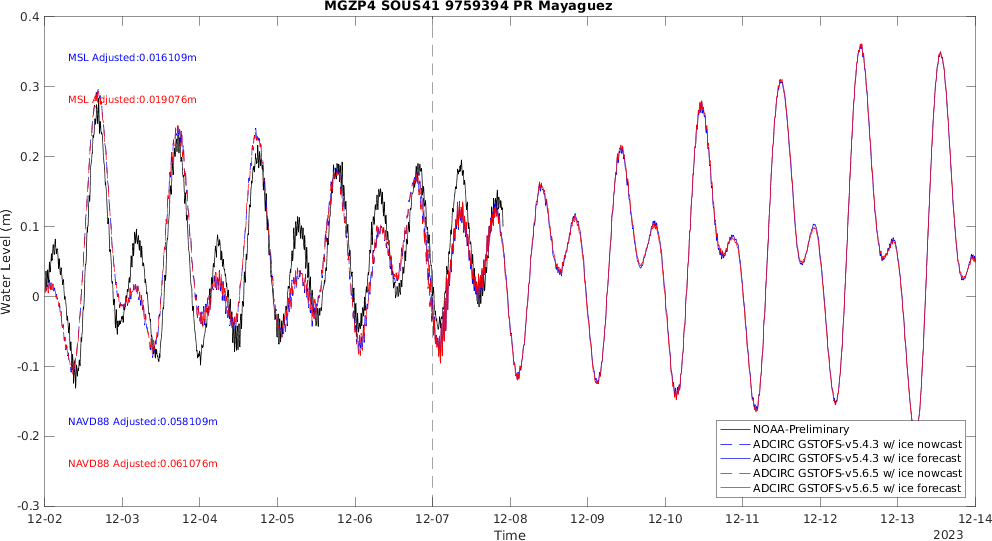 MGZP4 SOUS41 9759394 PR Mayaguez
0.4
0.3
0.2
0.1
0
-0.1
-0.2
-0.3
Water Level (m)
MSL Adjusted:0.016109m
MSL Adjusted:0.019076m
NAVD88 Adjusted:0.058109m
NAVD88 Adjusted:0.061076m
NOAA-Preliminary
ADCIRC GSTOFS-v5.4.3 w/ ice nowcast
ADCIRC GSTOFS-v5.4.3 w/ ice forecast
ADCIRC GSTOFS-v5.6.5 w/ ice nowcast
ADCIRC GSTOFS-v5.6.5 w/ ice forecast
12-02 12-03 12-04 12-05 12-06 12-07 12-08 12-09 12-10 12-11 12-12 12-13 12-14
Time
2023